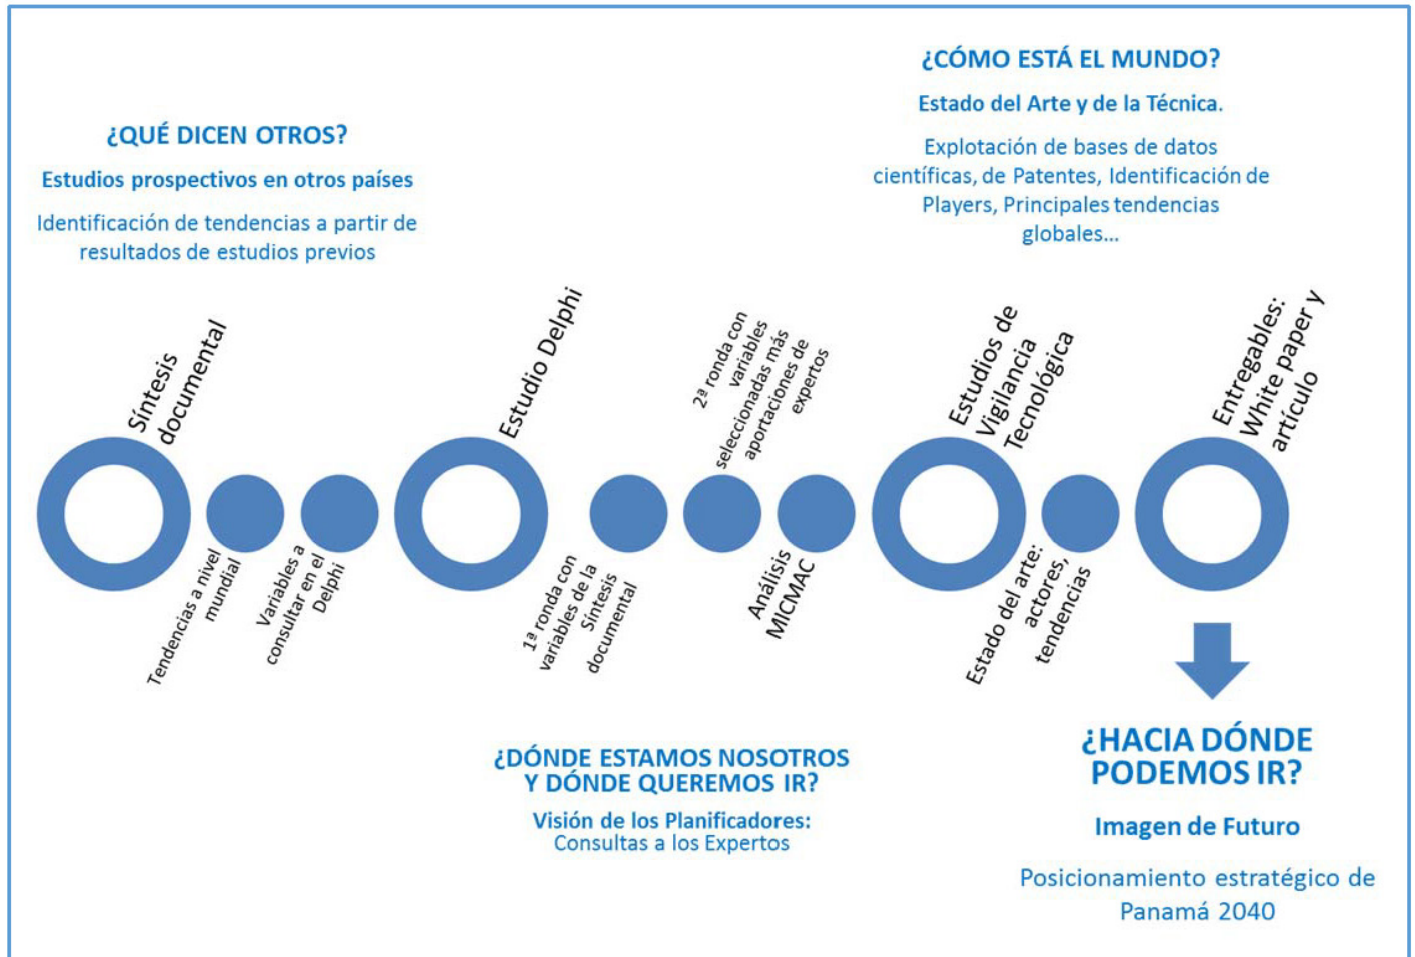 ¿QUÉ DICEN OTROS?
Estudios prospectivos en otros países
Identificación de tendencias a partir de
resultados de estudios previos
¿CÓMO ESTÁ EL MUNDO?
Estado del Arte y de la Técnica.
Explotación de bases de datos
científicas, de Patentes, Identificación de
Players, Principales tendencias
globales...
Síntesis
documental
Tendencias a nivel
mundial
Variables a
consultar en el
Delphi
Estudio Delphi
1ª ronda con
variables de la
Síntesis
documental
2ª ronda con
variables
seleccionadas más
aportaciones de
expertos
Análisis
MICMAC
Estudios de
Vigilancia
Tecnológica
Estado del arte:
actores,
tendencias
Entregables:
White paper y
artículo
¿DÓNDE ESTAMOS NOSOTROS
Y DÓNDE QUEREMOS IR?
Visión de los Planificadores:
Consultas a los Expertos
¿HACIA DÓNDE
PODEMOS IR?
Imagen de Futuro
Posicionamiento estratégico de
Panamá 2040